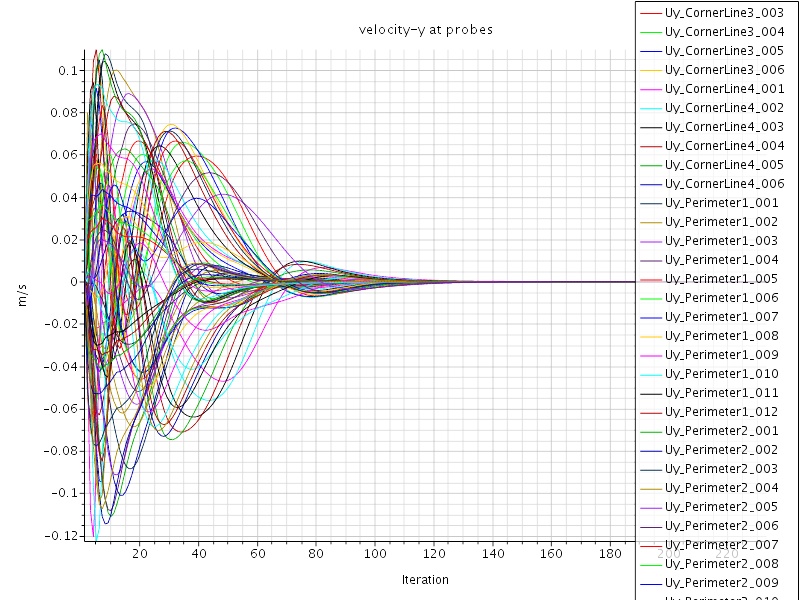 velocity-y at probes
m/s
0.1
0.08
0.06
0.04
0.02
0
-0.02
-0.04
-0.06
-0.08
-0.1
-0.12
20
40
60
80
100
120
140
160
180
200
220
Iteration
Uy_CornerLine3_003
Uy_CornerLine3_004
Uy_CornerLine3_005
Uy_CornerLine3_006
Uy_CornerLine4_001
Uy_CornerLine4_002
Uy_CornerLine4_003
Uy_CornerLine4_004
Uy_CornerLine4_005
Uy_CornerLine4_006
Uy_Perimeter1_001
Uy_Perimeter1_002
Uy_Perimeter1_003
Uy_Perimeter1_004
Uy_Perimeter1_005
Uy_Perimeter1_006
Uy_Perimeter1_007
Uy_Perimeter1_008
Uy_Perimeter1_009
Uy_Perimeter1_010
Uy_Perimeter1_011
Uy_Perimeter1_012
Uy_Perimeter2_001
Uy_Perimeter2_002
Uy_Perimeter2_003
Uy_Perimeter2_004
Uy_Perimeter2_005
Uy_Perimeter2_006
Uy_Perimeter2_007
Uy_Perimeter2_008
Uy_Perimeter2_009